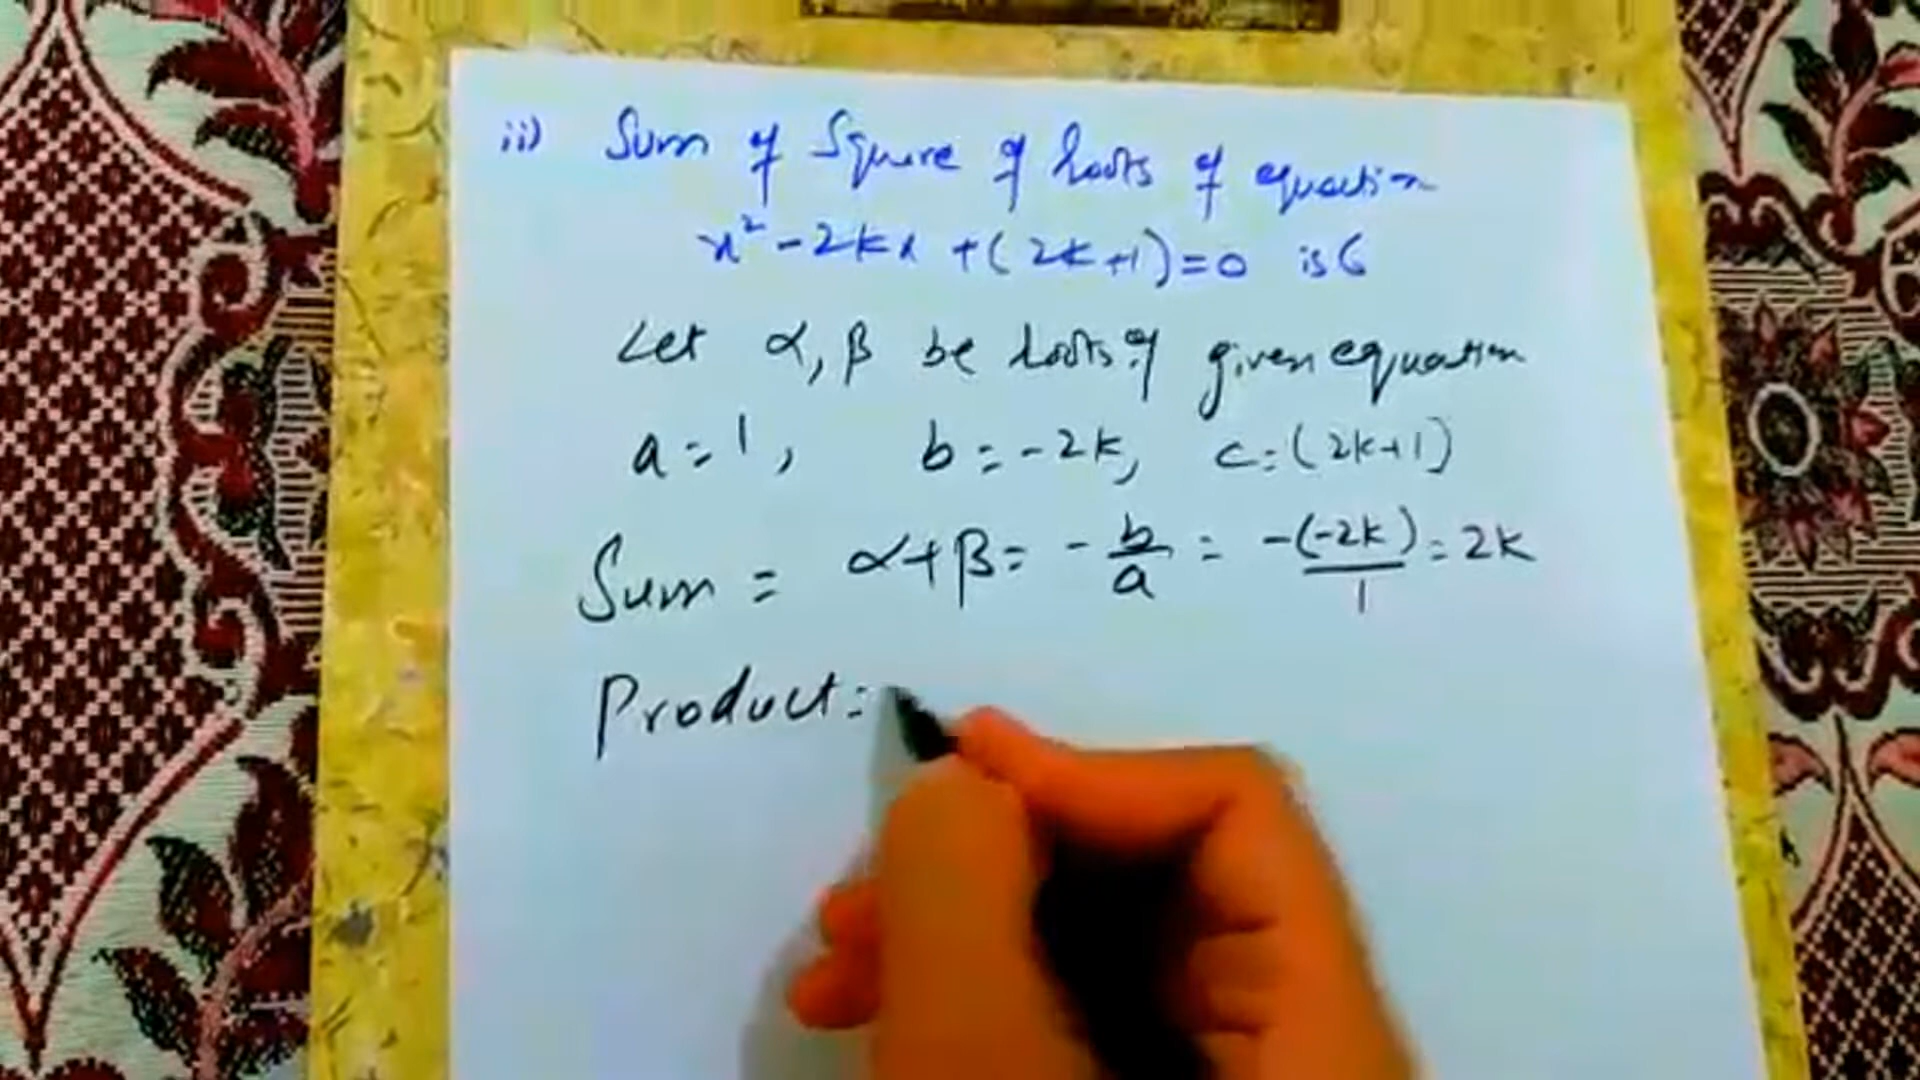 ii) Sum of Square of roots of equation
x² - 2kx + (2k+1) = 0 is 6
Let α, β be roots of given equation
a = 1, b = -2k, c = (2k+1)
Sum = α + β = - b/a = -(-2k)/1 = 2k
Product =